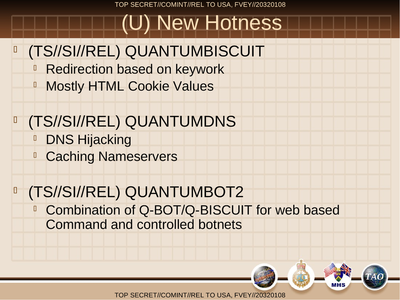 TOP SECRET//COMINT//REL TO USA, FVEY//20320108
(U) New Hotness
(TS//SI//REL) QUANTUMBISCUIT
Redirection based on keywork
Mostly HTML Cookie Values
(TS//SI//REL) QUANTUMDNS
DNS Hijacking
Caching Nameservers
(TS//SI//REL) QUANTUMBOT2
Combination of Q-BOT/Q-BISCUIT for web based
Command and controlled botnets
MHS
TAO
TOP SECRET//COMINT//REL TO USA, FVEY//20320108